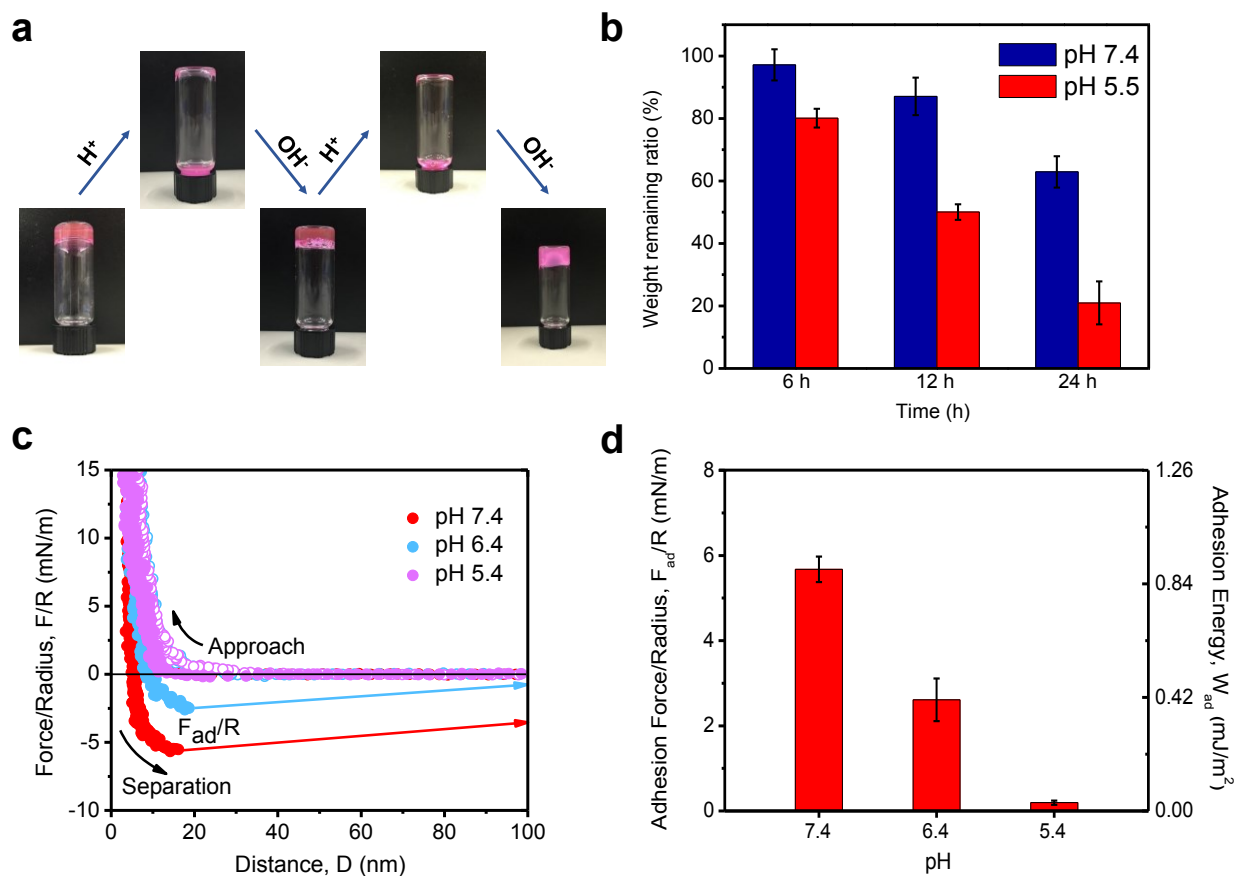 a
H⁺
OH⁻
H⁺
OH⁻
b
pH 7.4
pH 5.5
Weight remaining ratio (%)
100
80
60
40
20
0
6 h
12 h
24 h
Time (h)
c
pH 7.4
pH 6.4
pH 5.4
Force/Radius, F/R (mN/m)
15
10
5
0
-5
-10
Approach
F_ad/R
Separation
0
20
40
60
80
100
Distance, D (nm)
d
Adhesion Force/Radius, F_ad/R (mN/m)
8
6
4
2
0
1.26
0.84
0.42
0.00
Adhesion Energy, W_ad (mJ/m²)
7.4
6.4
5.4
pH